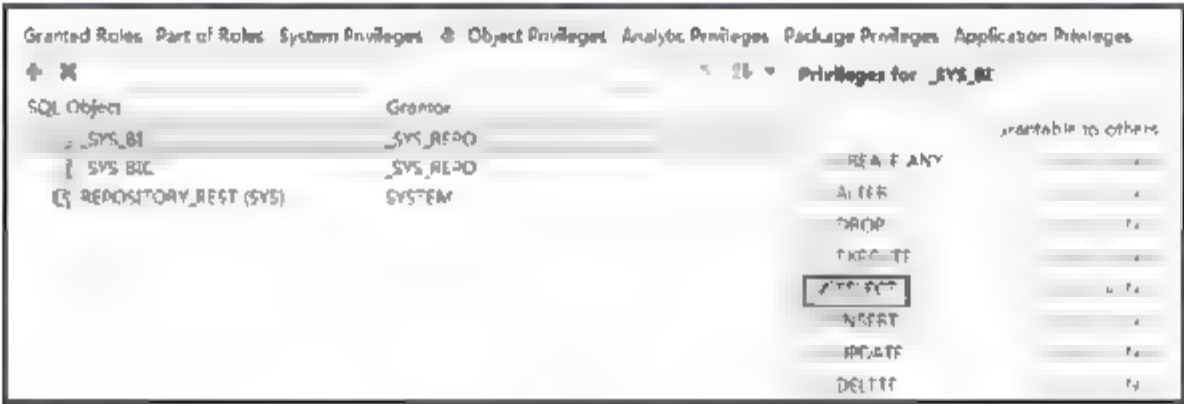 Granted Roles Part of Roles System Privileges Object Privileges Analytic Privileges Package Privileges Application Privileges
Privileges for _SYS_BI
SQL Object Grantor
grantable to others
_SYS_BI _SYS_REPO
_SYS_BIC _SYS_REPO
REPOSITORY_REST (SYS) SYSTEM
CREATE ANY
ALTER
DROP
EXECUTE
SELECT
INSERT
UPDATE
DELETE